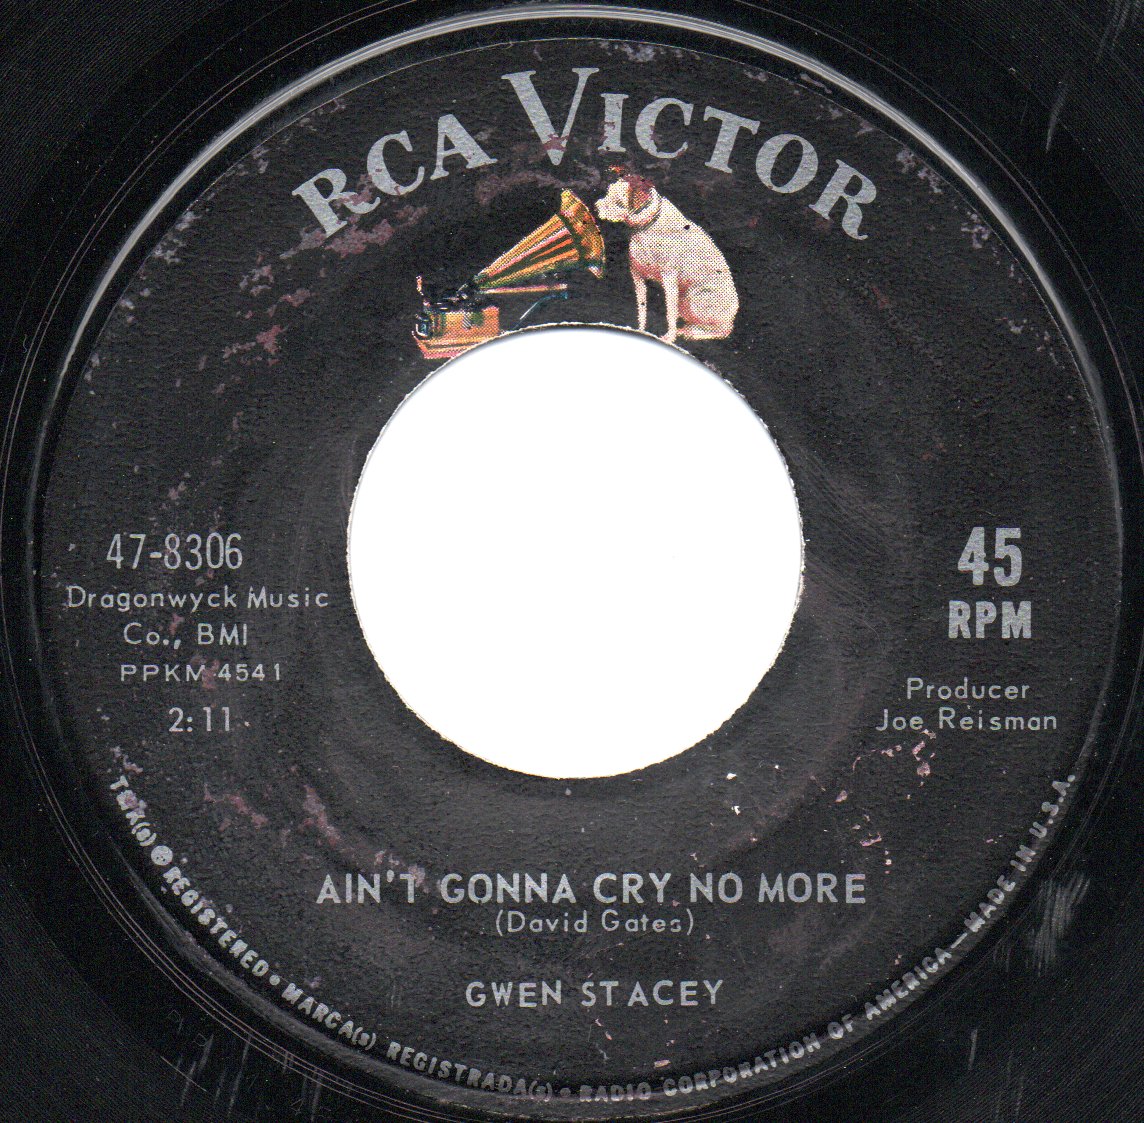 RCA VICTOR
47-8306
Dragonwyck Music
Co., BMI
PPKM-4541
2:11
45
RPM
Producer
Joe Reisman
AIN'T GONNA CRY NO MORE
(David Gates)
GWEN STACEY
TMK(s) ® REGISTERED • MARCA(s) REGISTRADA(s) • RADIO CORPORATION OF AMERICA — MADE IN U.S.A.